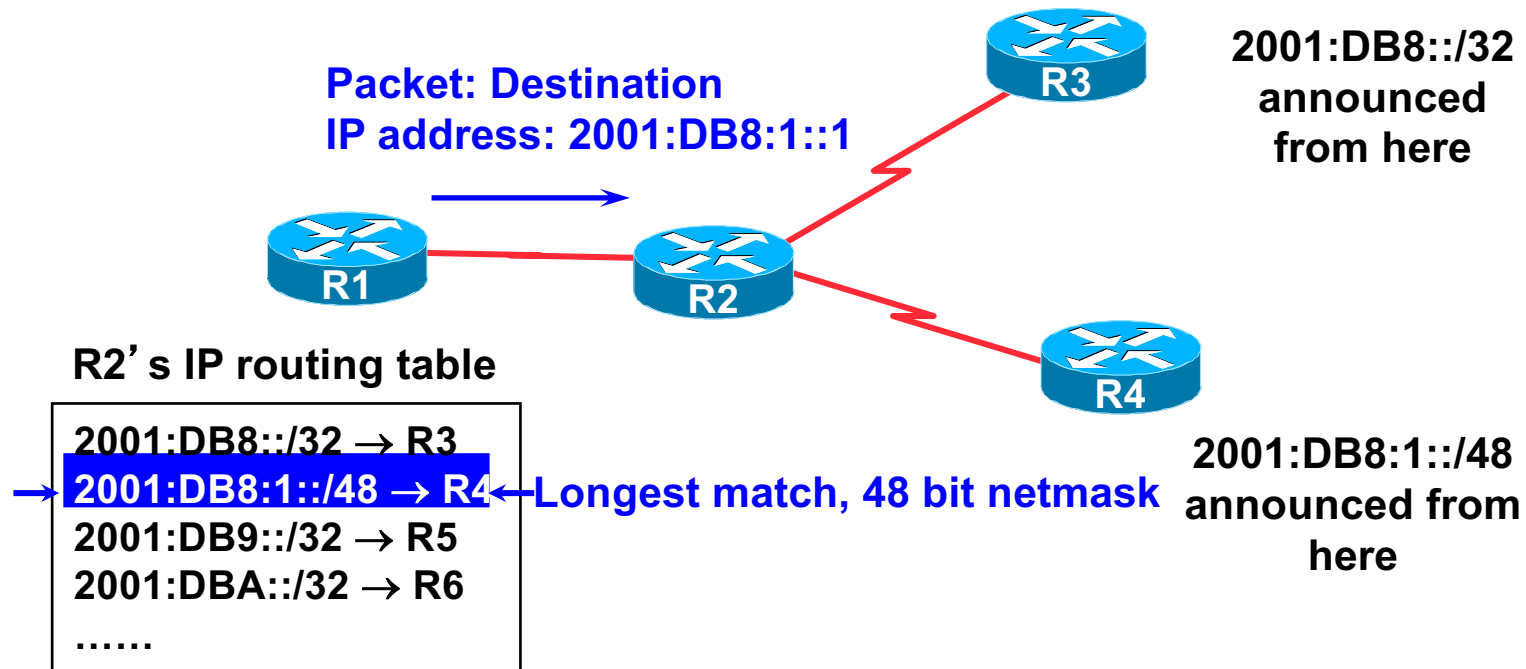 Packet: Destination
IP address: 2001:DB8:1::1
R3
2001:DB8::/32
announced
from here
R1
R2
R4
2001:DB8:1::/48
announced from
here
R2’s IP routing table
2001:DB8::/32 → R3
2001:DB8:1::/48 → R4
Longest match, 48 bit netmask
2001:DB9::/32 → R5
2001:DBA::/32 → R6
……